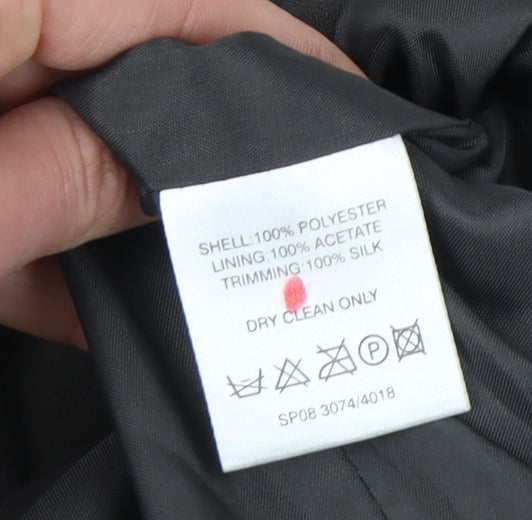 SHELL:100% POLYESTER
LINING:100% ACETATE
TRIMMING:100% SILK
DRY CLEAN ONLY
P
SP08 3074/4018